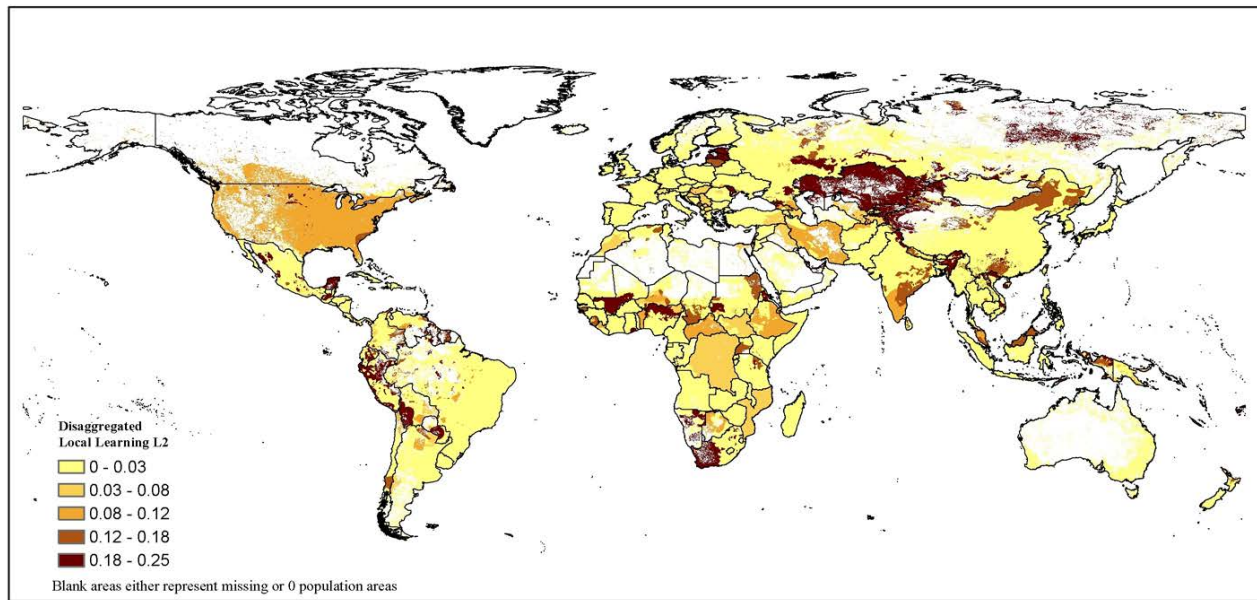 Disaggregated
Local Learning L2
0 - 0.03
0.03 - 0.08
0.08 - 0.12
0.12 - 0.18
0.18 - 0.25
Blank areas either represent missing or 0 population areas